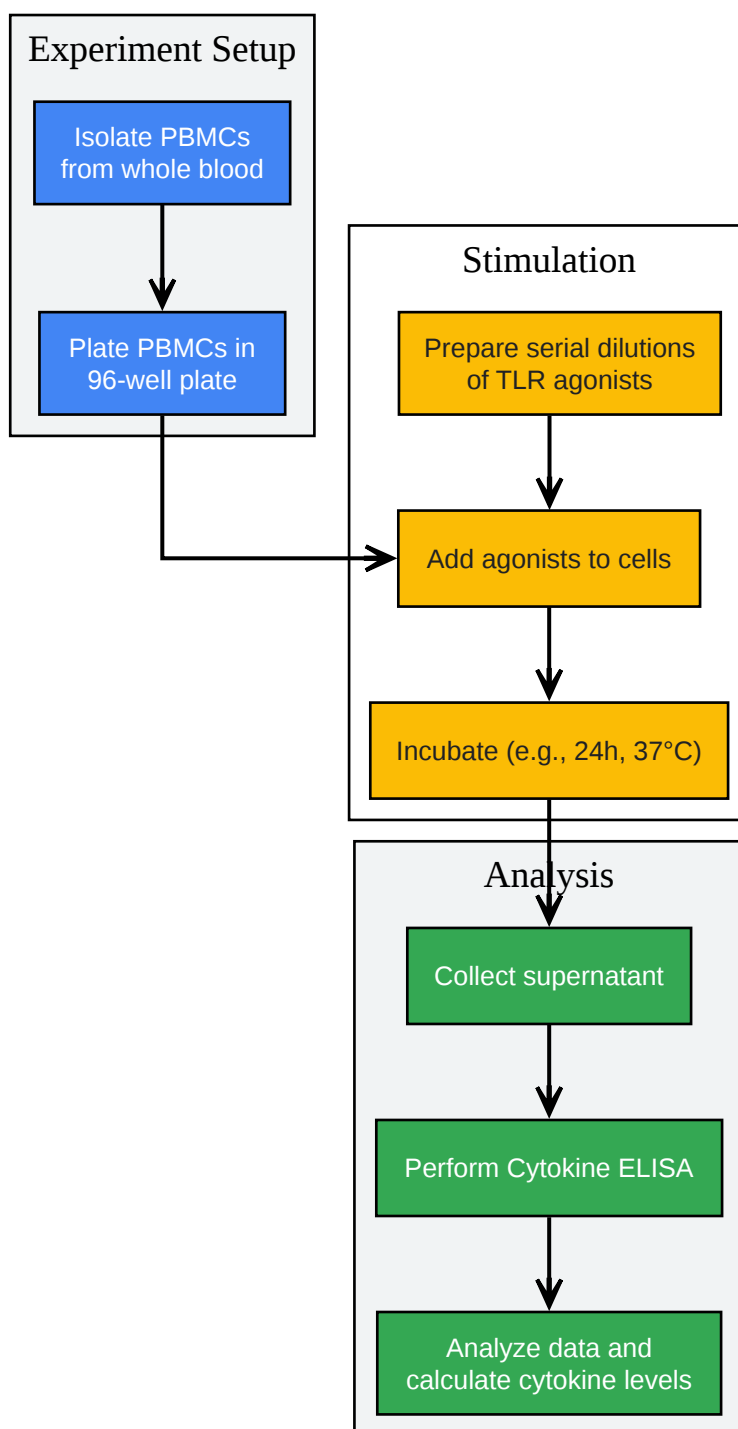 Experiment Setup
Isolate PBMCs
from whole blood
Plate PBMCs in
96-well plate
Stimulation
Prepare serial dilutions
of TLR agonists
Add agonists to cells
Incubate (e.g., 24h, 37°C)
Analysis
Collect supernatant
Perform Cytokine ELISA
Analyze data and
calculate cytokine levels